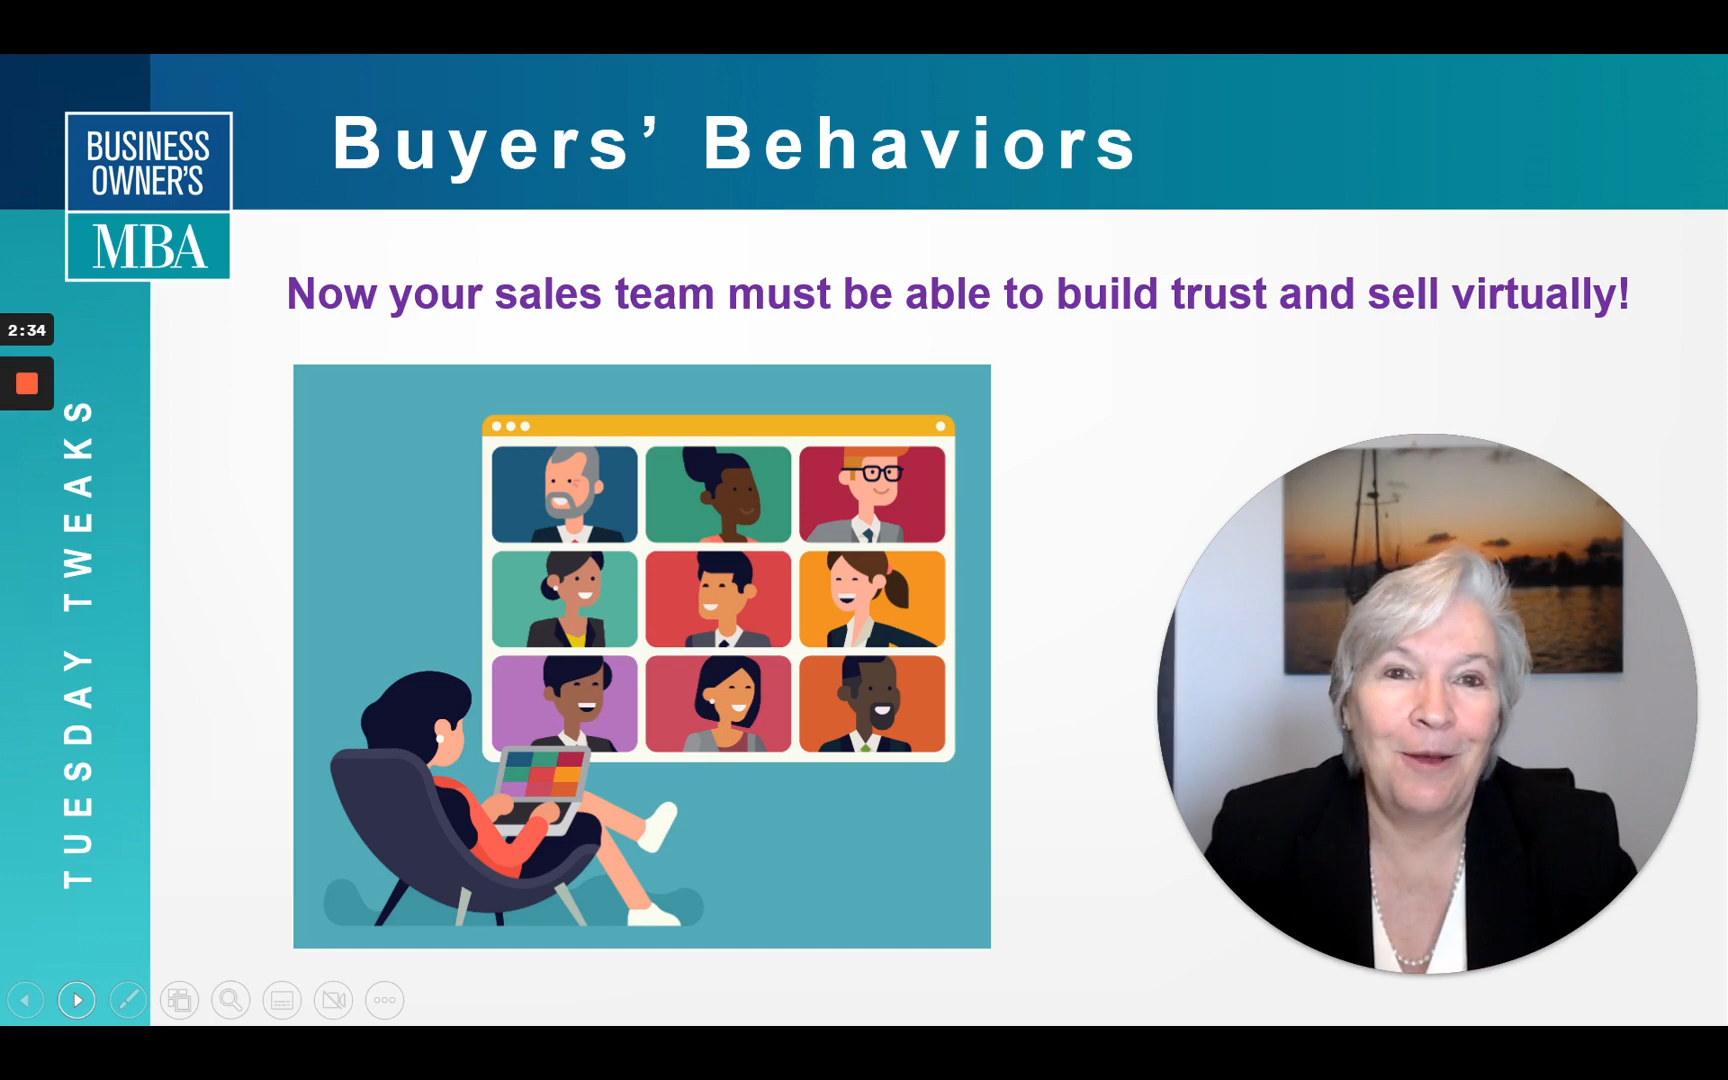 BUSINESS
OWNER'S
MBA
Buyers’ Behaviors
Now your sales team must be able to build trust and sell virtually!
2:34
TUESDAY TWEAKS